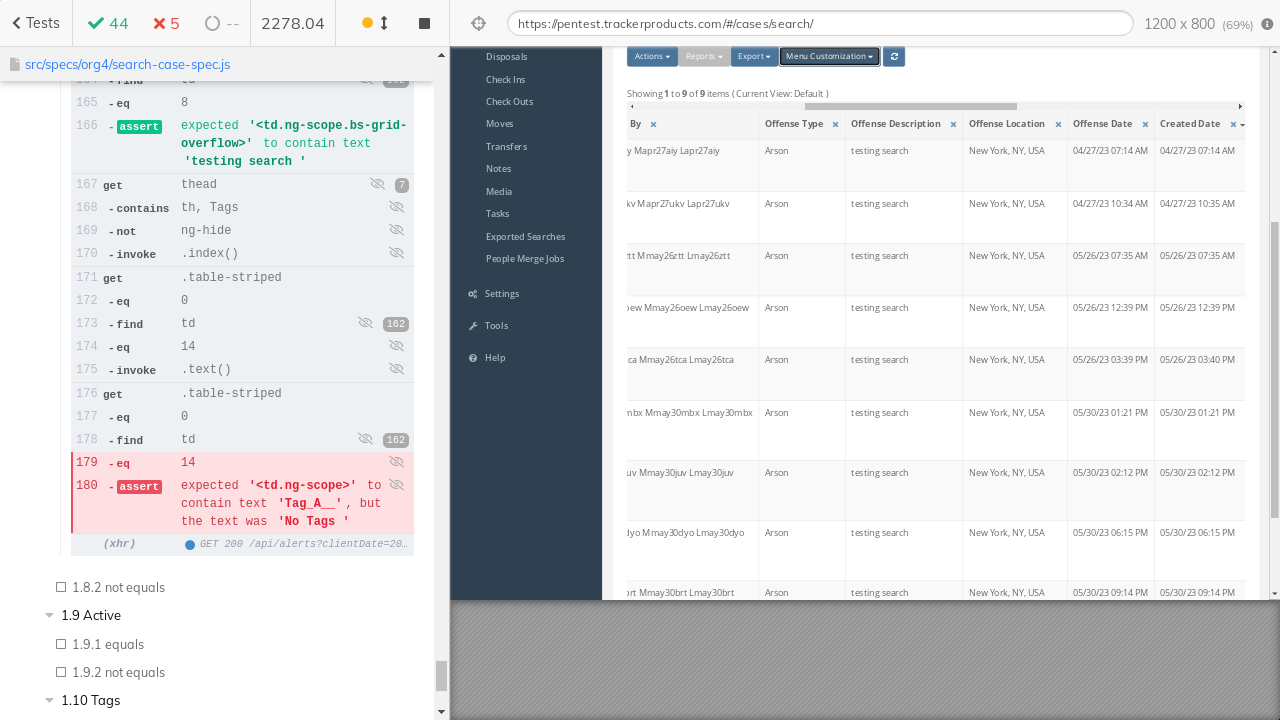 Tests
44
5
--
2278.04
https://pentest.trackerproducts.com/#/cases/search/
1200 x 800 (69%)
src/specs/org4/search-case-spec.js
165 -eq 8
166 -assert expected '<td.ng-scope.bs-grid-
overflow>' to contain text
'testing search '
167 get thead 7
168 -contains th, Tags
169 -not ng-hide
170 -invoke .index()
171 get .table-striped
172 -eq 0
173 -find td 162
174 -eq 14
175 -invoke .text()
176 get .table-striped
177 -eq 0
178 -find td 162
179 -eq 14
180 -assert expected '<td.ng-scope>' to
contain text 'Tag_A__', but
the text was 'No Tags '
(xhr) GET 200 /api/alerts?clientDate=20…
1.8.2 not equals
1.9 Active
1.9.1 equals
1.9.2 not equals
1.10 Tags
Disposals
Check Ins
Check Outs
Moves
Transfers
Notes
Media
Tasks
Exported Searches
People Merge Jobs
Settings
Tools
Help
Actions Reports Export Menu Customization
Showing 1 to 9 of 9 items ( Current View: Default )
By Offense Type Offense Description Offense Location Offense Date Created Date
y Mapr27aiy Lapr27aiy Arson testing search New York, NY, USA 04/27/23 07:14 AM 04/27/23 07:14 AM
kv Mapr27ukv Lapr27ukv Arson testing search New York, NY, USA 04/27/23 10:34 AM 04/27/23 10:35 AM
ztt Mmay26ztt Lmay26ztt Arson testing search New York, NY, USA 05/26/23 07:35 AM 05/26/23 07:35 AM
oew Mmay26oew Lmay26oew Arson testing search New York, NY, USA 05/26/23 12:39 PM 05/26/23 12:39 PM
ca Mmay26tca Lmay26tca Arson testing search New York, NY, USA 05/26/23 03:39 PM 05/26/23 03:40 PM
mbx Mmay30mbx Lmay30mbx Arson testing search New York, NY, USA 05/30/23 01:21 PM 05/30/23 01:21 PM
uv Mmay30juv Lmay30juv Arson testing search New York, NY, USA 05/30/23 02:12 PM 05/30/23 02:12 PM
dyo Mmay30dyo Lmay30dyo Arson testing search New York, NY, USA 05/30/23 06:15 PM 05/30/23 06:15 PM
ort Mmay30brt Lmay30brt Arson testing search New York, NY, USA 05/30/23 09:14 PM 05/30/23 09:14 PM